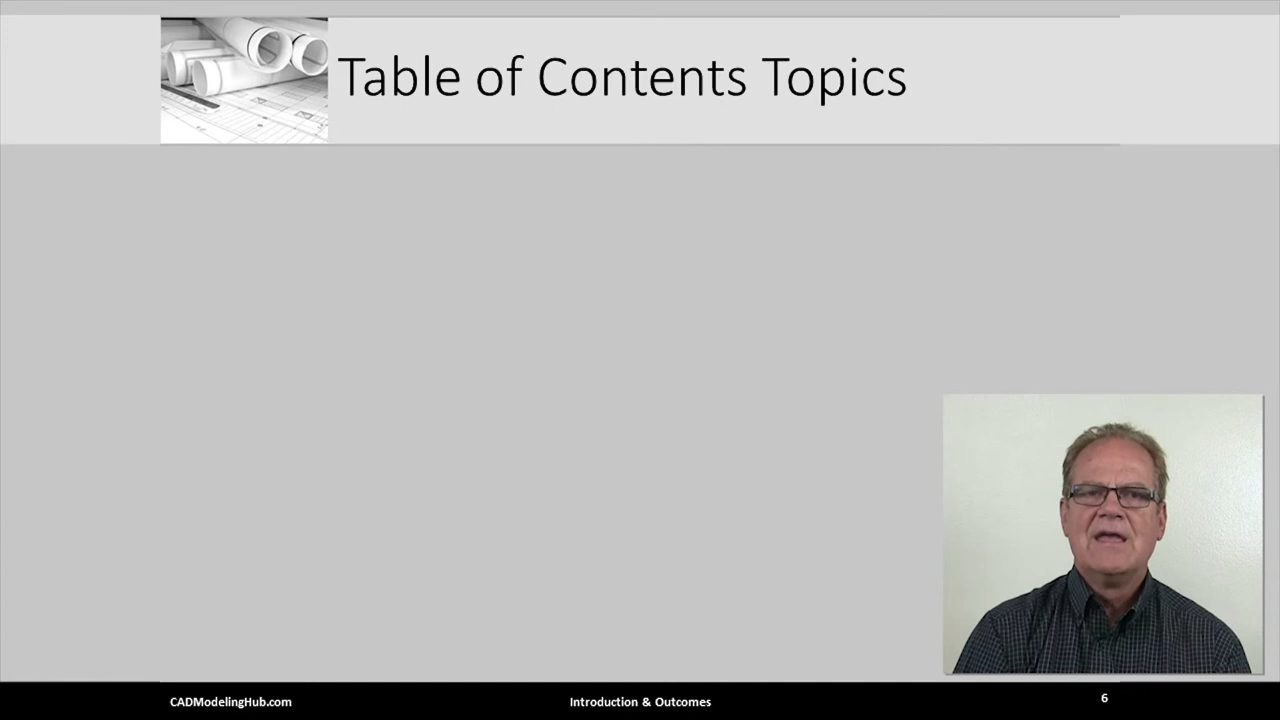 Table of Contents Topics
CADModelingHub.com
Introduction & Outcomes
6